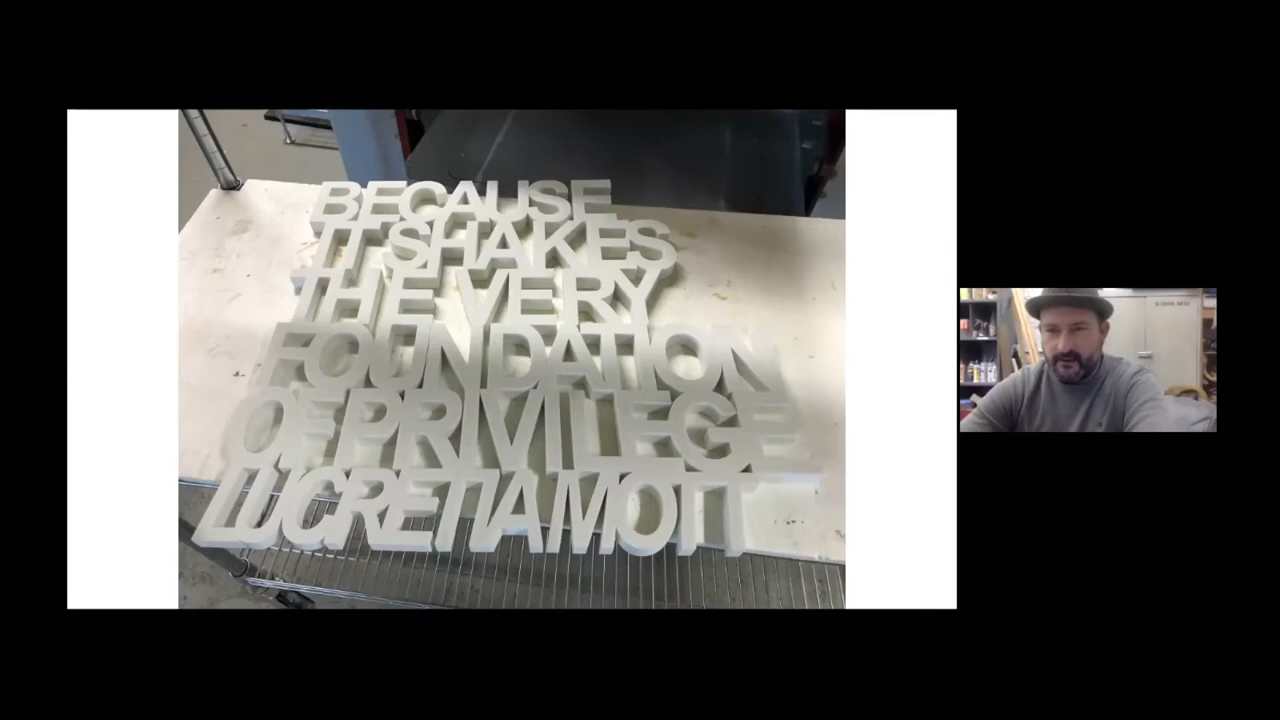 BECAUSE
IT SHAKES
THE VERY
FOUNDATION
OF PRIVILEGE
LUCRETIA MOTT